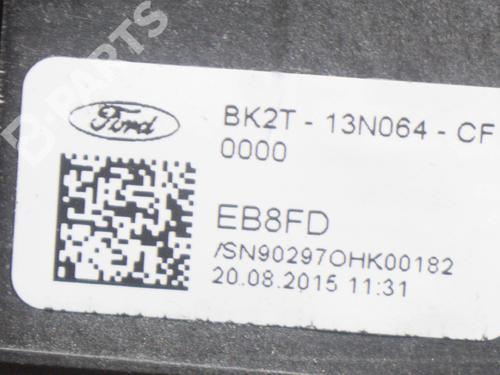 B-PARTS
Ford
BK2T - 13N064 - CF
0000
EB8FD
/SN90297OHK00182
20.08.2015 11:31